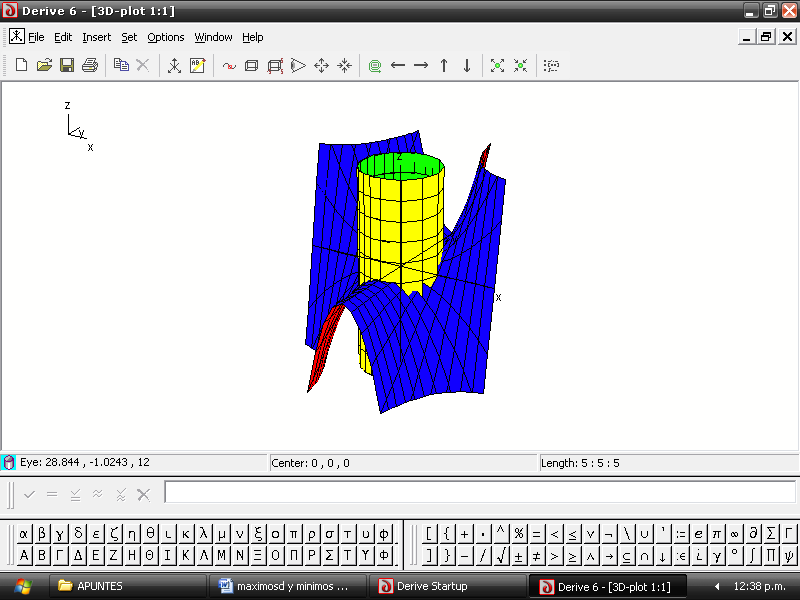 Derive 6 - [3D-plot 1:1]
File Edit Insert Set Options Window Help
z
y
x
z
x
Eye: 28.844 , -1.0243 , 12
Center: 0 , 0 , 0
Length: 5 : 5 : 5
α β γ δ ε ζ η θ ι κ λ μ ν ξ ο π ρ σ τ υ φ
[ { + · ^ % = < ≤ ∨ ¬ \ ∪ ' := e π ∞ ∂ ∑ Γ
Α Β Γ Δ Ε Ζ Η Θ Ι Κ Λ Μ Ν Ξ Ο Π Ρ Σ Τ Υ Φ
] } − / √ ± ≠ > ≥ ∧ → ⊆ ∩ ↓ :∈ i γ ° ∫ ∏ ψ
APUNTES
maximosd y minimos ...
Derive Startup
Derive 6 - [3D-plot 1:1]
12:38 p.m.